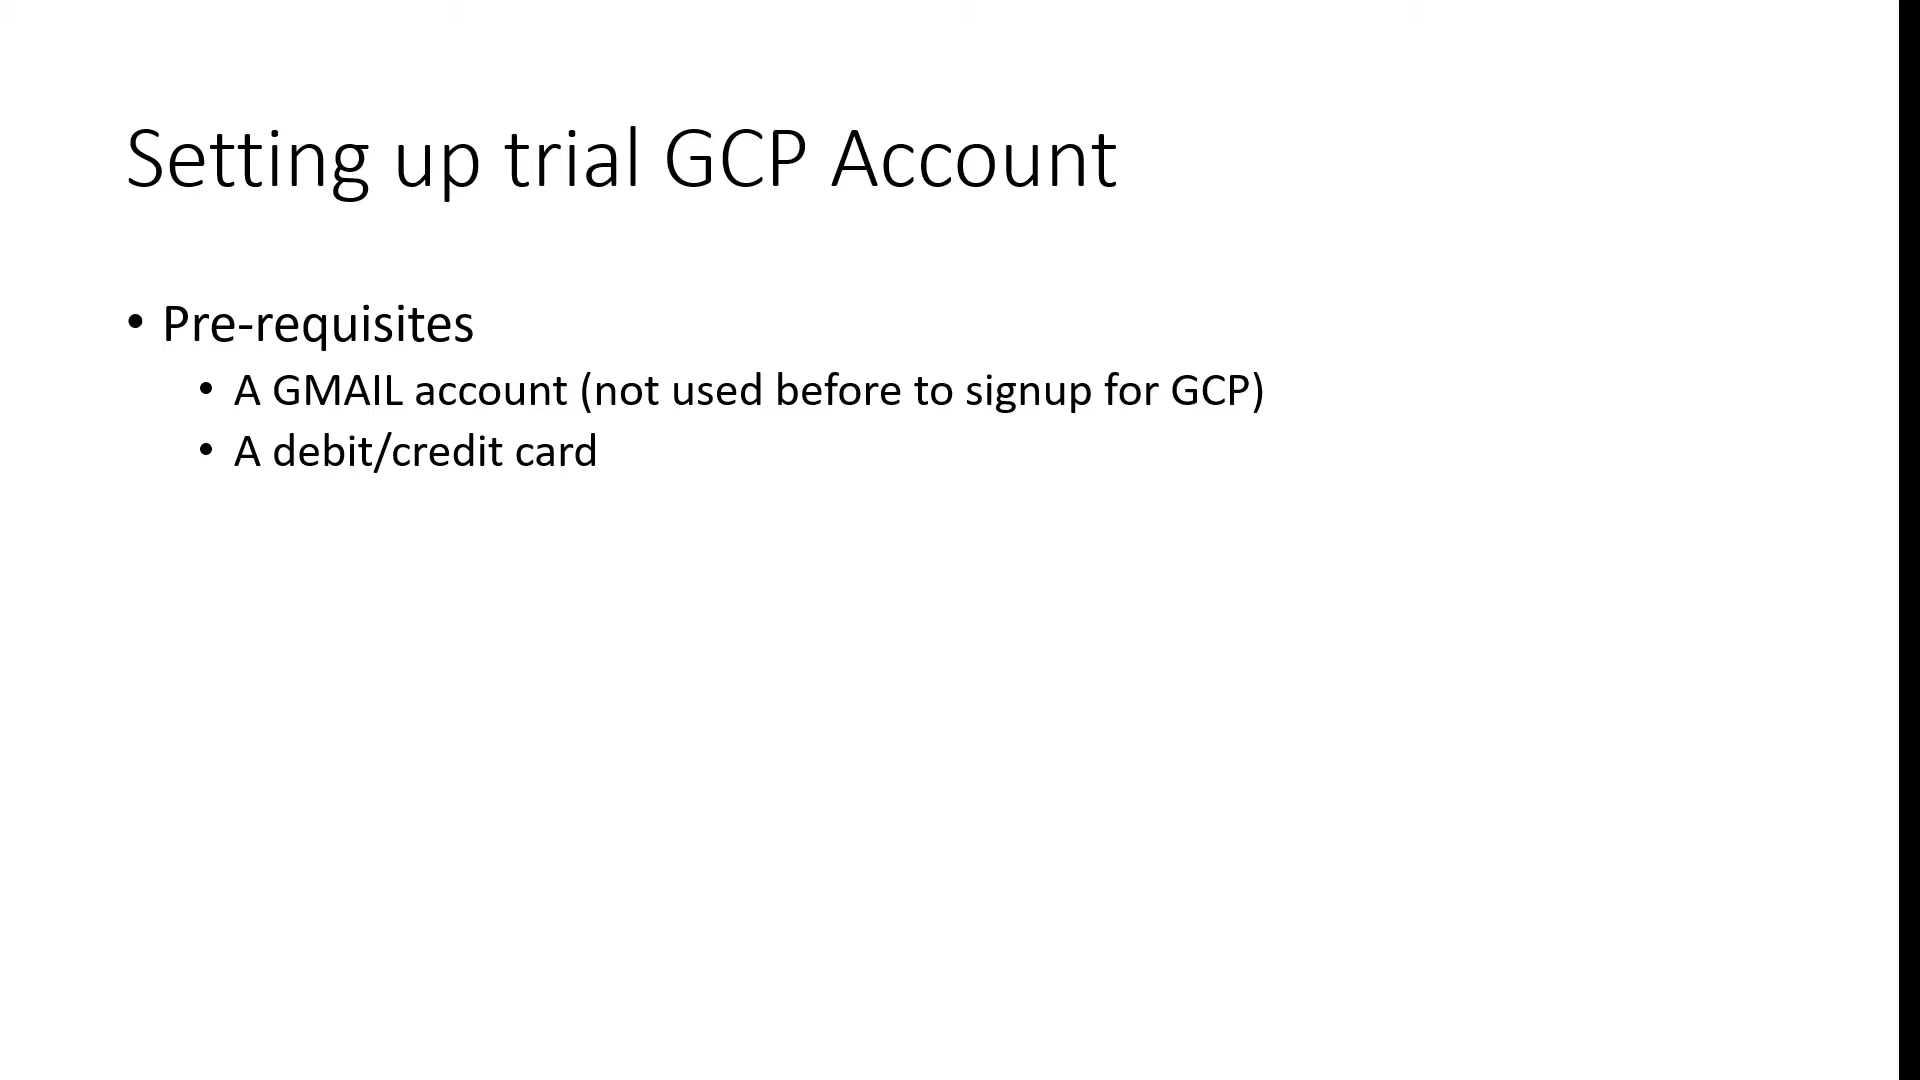 Setting up trial GCP Account
• Pre-requisites
• A GMAIL account (not used before to signup for GCP)
• A debit/credit card